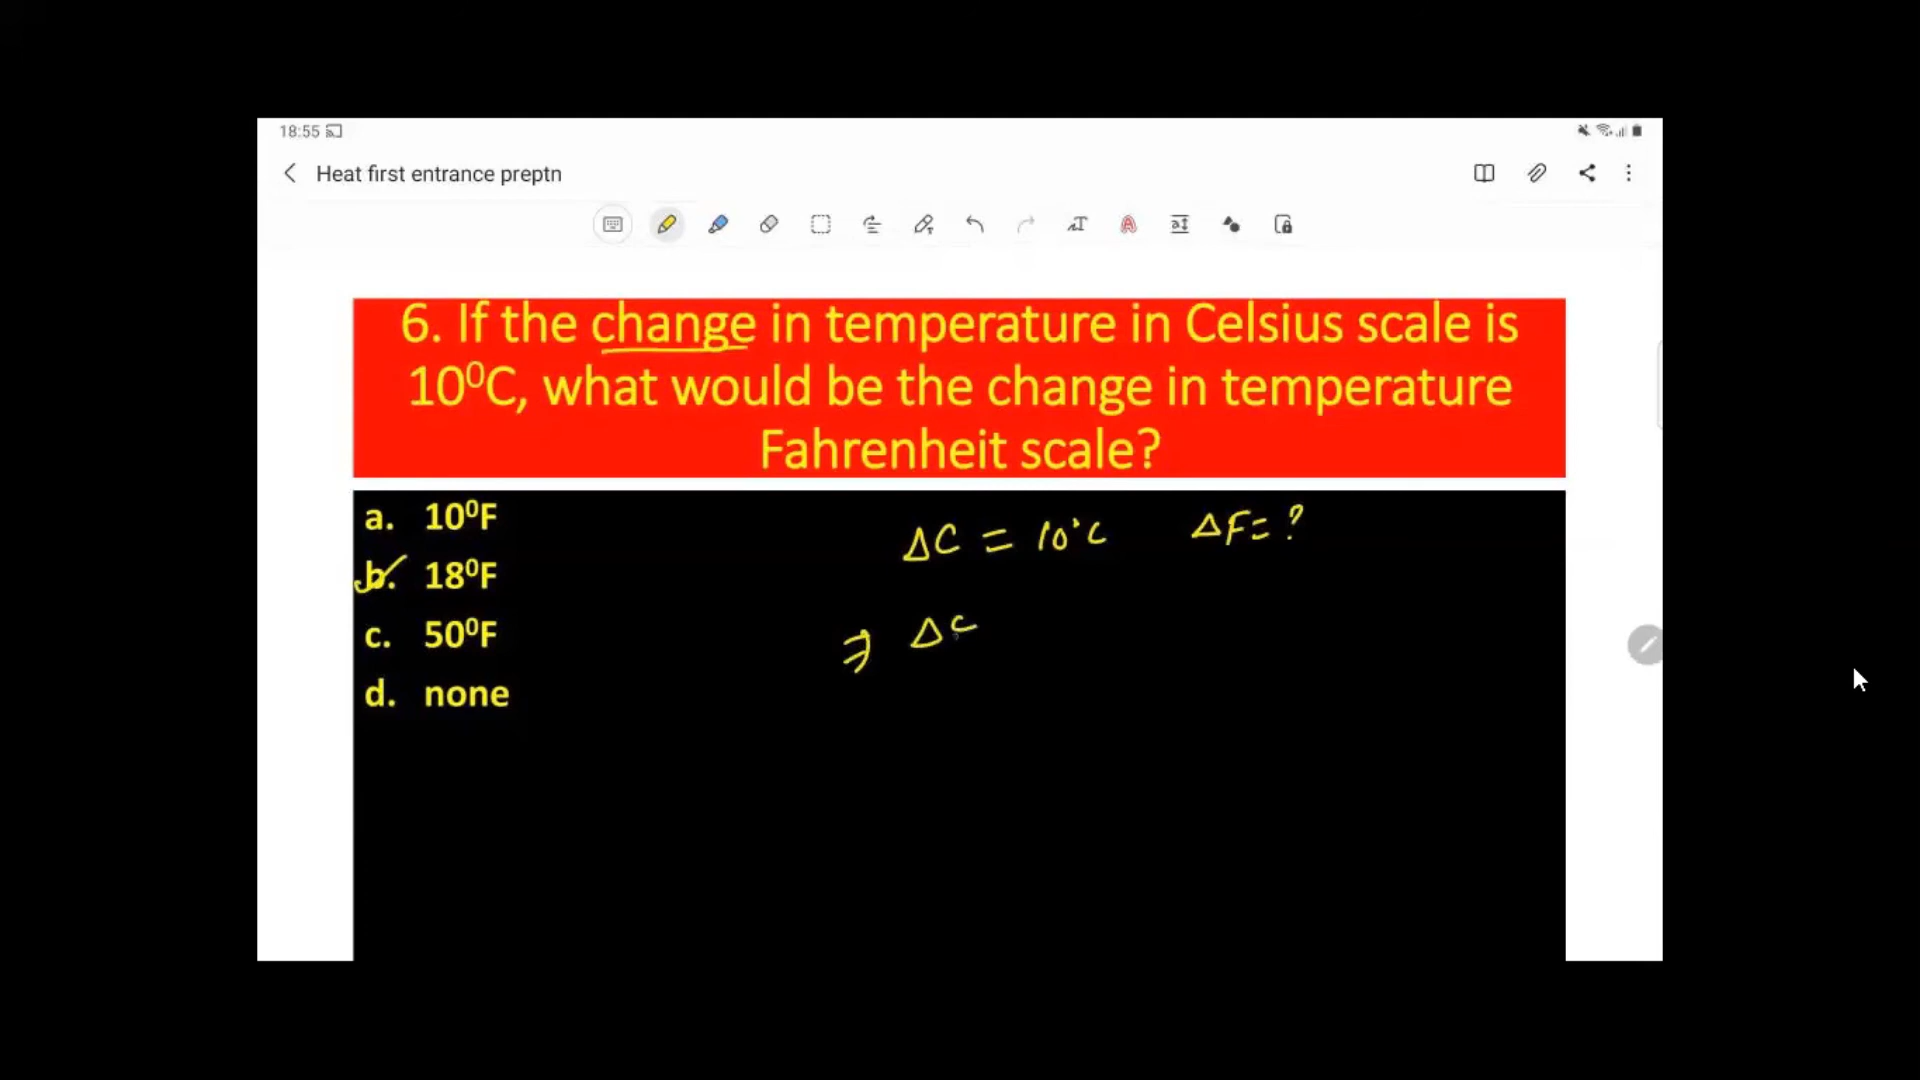 18:55
Heat first entrance preptn
6. If the change in temperature in Celsius scale is
10⁰C, what would be the change in temperature
Fahrenheit scale?
a. 10⁰F
b. 18⁰F
c. 50⁰F
d. none
ΔC = 10°C ΔF = ?
⇒ ΔC